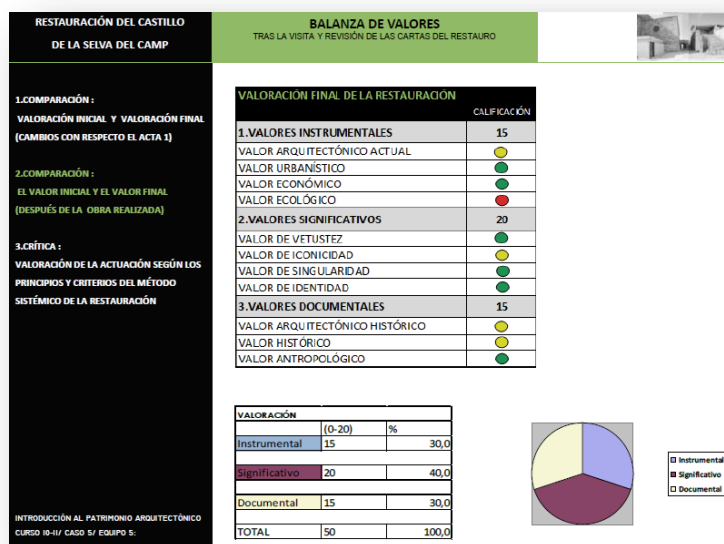 RESTAURACIÓN DEL CASTILLO
DE LA SELVA DEL CAMP
BALANZA DE VALORES
TRAS LA VISITA Y REVISIÓN DE LAS CARTAS DEL RESTAURO
1.COMPARACIÓN :
VALORACIÓN INICIAL Y VALORACIÓN FINAL
(CAMBIOS CON RESPECTO EL ACTA 1)
2.COMPARACIÓN :
EL VALOR INICIAL Y EL VALOR FINAL
(DESPUÉS DE LA OBRA REALIZADA)
3.CRÍTICA :
VALORACIÓN DE LA ACTUACIÓN SEGÚN LOS
PRINCIPIOS Y CRITERIOS DEL MÉTODO
SISTÉMICO DE LA RESTAURACIÓN
INTRODUCCIÓN AL PATRIMONIO ARQUITECTÓNICO
CURSO 10-11/ CASO 5/ EQUIPO 5:
VALORACIÓN FINAL DE LA RESTAURACIÓN
CALIFICACIÓN
1.VALORES INSTRUMENTALES 15
VALOR ARQUITECTÓNICO ACTUAL
VALOR URBANÍSTICO
VALOR ECONÓMICO
VALOR ECOLÓGICO
2.VALORES SIGNIFICATIVOS 20
VALOR DE VETUSTEZ
VALOR DE ICONICIDAD
VALOR DE SINGULARIDAD
VALOR DE IDENTIDAD
3.VALORES DOCUMENTALES 15
VALOR ARQUITECTÓNICO HISTÓRICO
VALOR HISTÓRICO
VALOR ANTROPOLÓGICO
VALORACIÓN
(0-20) %
Instrumental 15 30,0
Significativo 20 40,0
Documental 15 30,0
TOTAL 50 100,0
Instrumental
Significativo
Documental